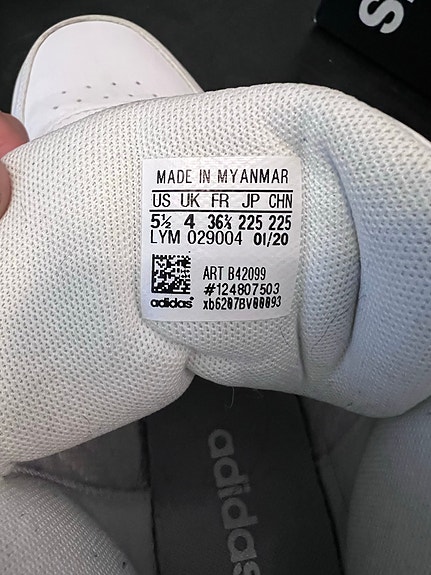 MADE IN MYANMAR
US UK FR JP CHN
5½ 4 36⅔ 225 225
LYM 029004 01/20
ART B42099
#124807503
adidas® xb6207BV00093
adidas